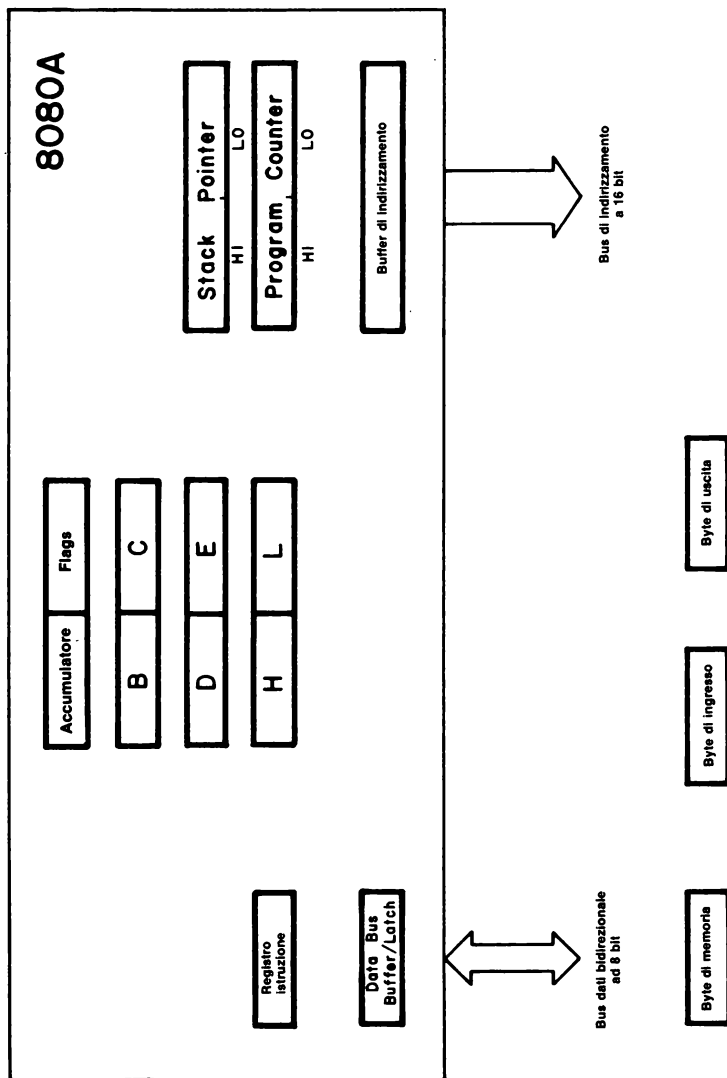 8080A
Accumulatore Flags
B C
D E
H L
Stack Pointer
HI LO
Program Counter
HI LO
Registro
istruzione
Data Bus
Buffer/Latch
Buffer di indirizzamento
Bus dati bidirezionale
ad 8 bit
Bus di indirizzamento
a 16 bit
Byte di memoria
Byte di ingresso
Byte di uscita